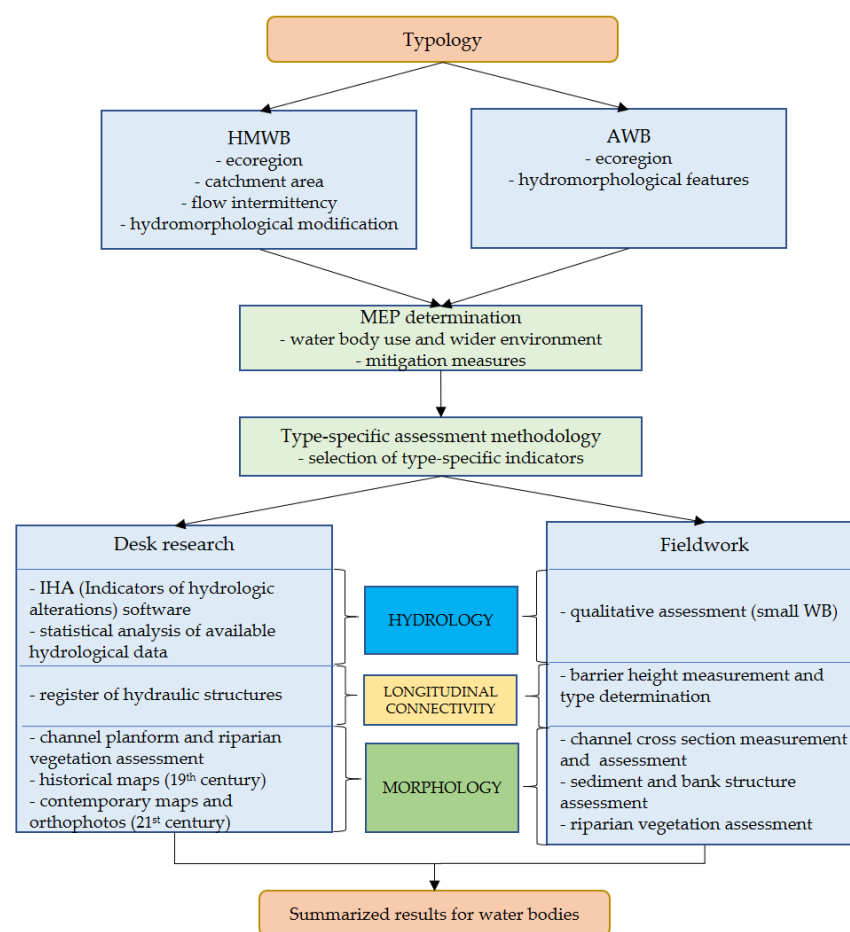 Typology
HMWB
- ecoregion
- catchment area
- flow intermittency
- hydromorphological modification
AWB
- ecoregion
- hydromorphological features
MEP determination
- water body use and wider environment
- mitigation measures
Type-specific assessment methodology
- selection of type-specific indicators
Desk research
- IHA (Indicators of hydrologic
alterations) software
- statistical analysis of available
hydrological data
- register of hydraulic structures
- channel planform and riparian
vegetation assessment
- historical maps (19th century)
- contemporary maps and
orthophotos (21st century)
HYDROLOGY
LONGITUDINAL
CONNECTIVITY
MORPHOLOGY
Fieldwork
- qualitative assessment (small WB)
- barrier height measurement and
type determination
- channel cross section measurement
and assessment
- sediment and bank structure
assessment
- riparian vegetation assessment
Summarized results for water bodies